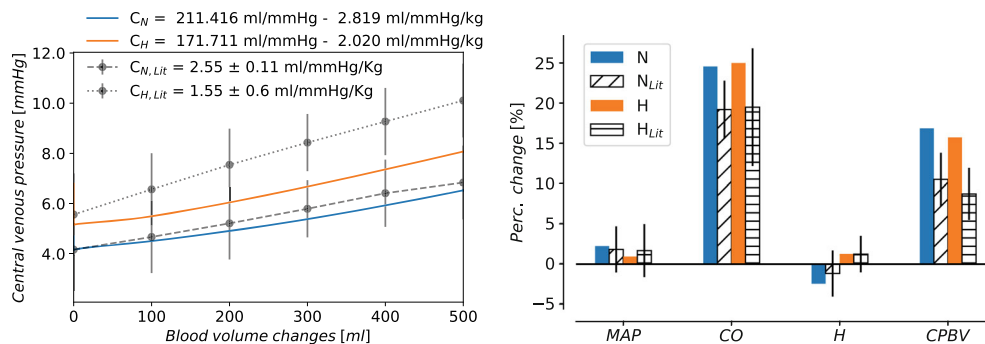 C_N = 211.416 ml/mmHg - 2.819 ml/mmHg/kg
C_H = 171.711 ml/mmHg - 2.020 ml/mmHg/kg
C_N,Lit = 2.55 ± 0.11 ml/mmHg/Kg
C_H,Lit = 1.55 ± 0.6 ml/mmHg/Kg
Central venous pressure [mmHg]
12.0
10.0
8.0
6.0
4.0
0 100 200 300 400 500
Blood volume changes [ml]
N
N_Lit
H
H_Lit
Perc. change [%]
25
20
15
10
5
0
−5
MAP CO H CPBV